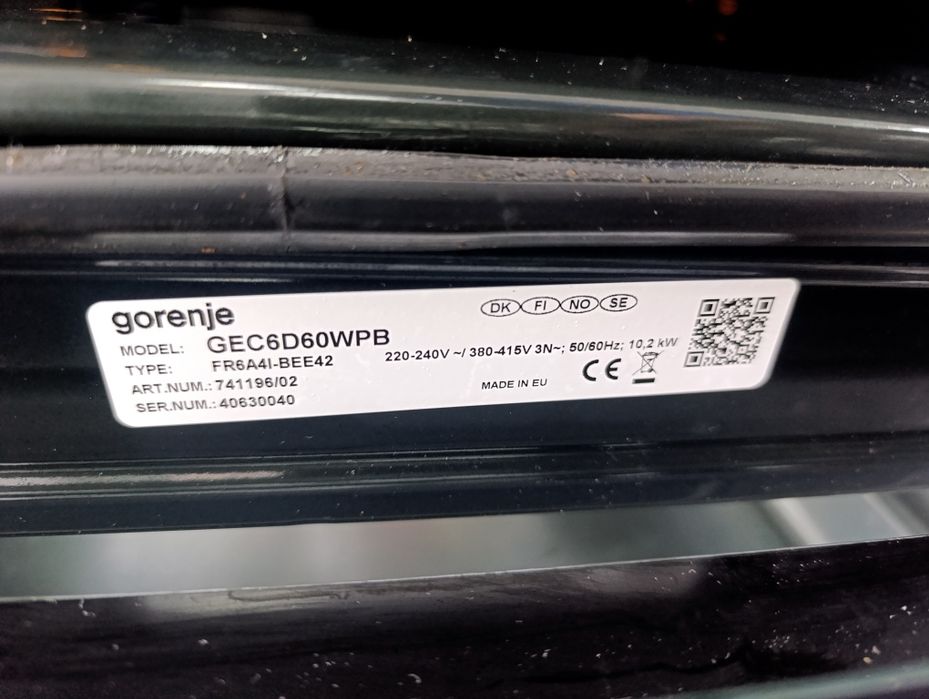 gorenje
DK FI NO SE
MODEL: GEC6D60WPB
TYPE: FR6A4I-BEE42
220-240V ~/ 380-415V 3N~; 50/60Hz; 10,2 kW
ART.NUM.: 741196/02
MADE IN EU
CE
SER.NUM.: 40630040